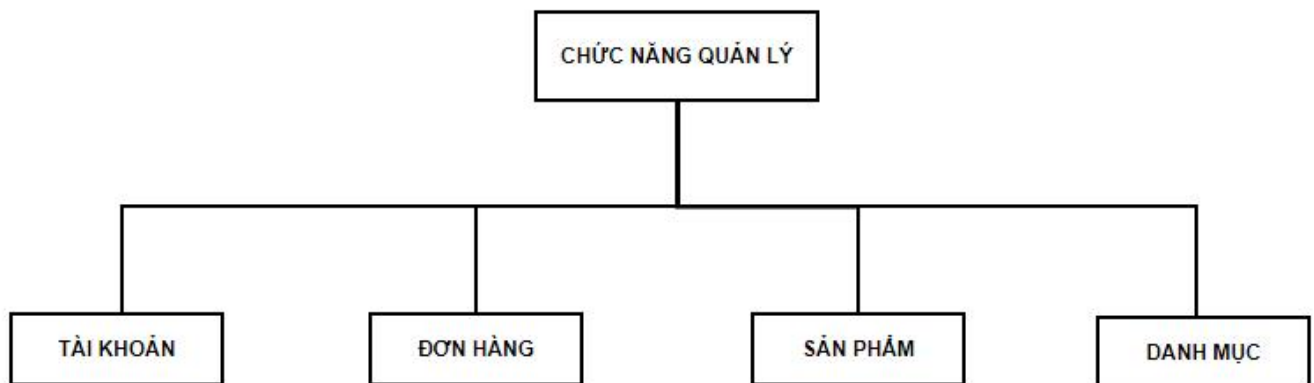 CHỨC NĂNG QUẢN LÝ
TÀI KHOẢN
ĐƠN HÀNG
SẢN PHẨM
DANH MỤC